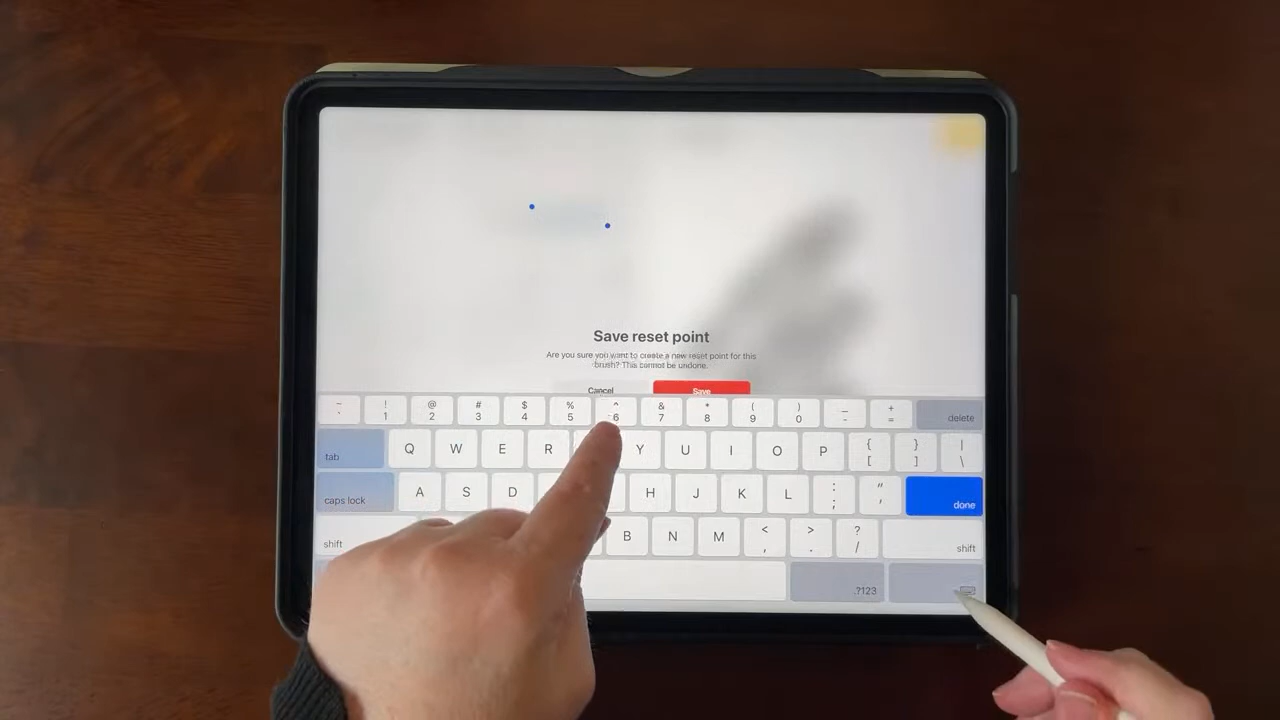 Save reset point
Are you sure you want to create a new reset point for this
brush? This cannot be undone.
Cancel Save
~ ! @ # $ % ^ & * ( ) _ +
` 1 2 3 4 5 6 7 8 9 0 - = delete
tab Q W E R Y U I O P { [ } ] | \
caps lock A S D H J K L : ; " ' done
shift B N M < , > . ? / shift
.?123